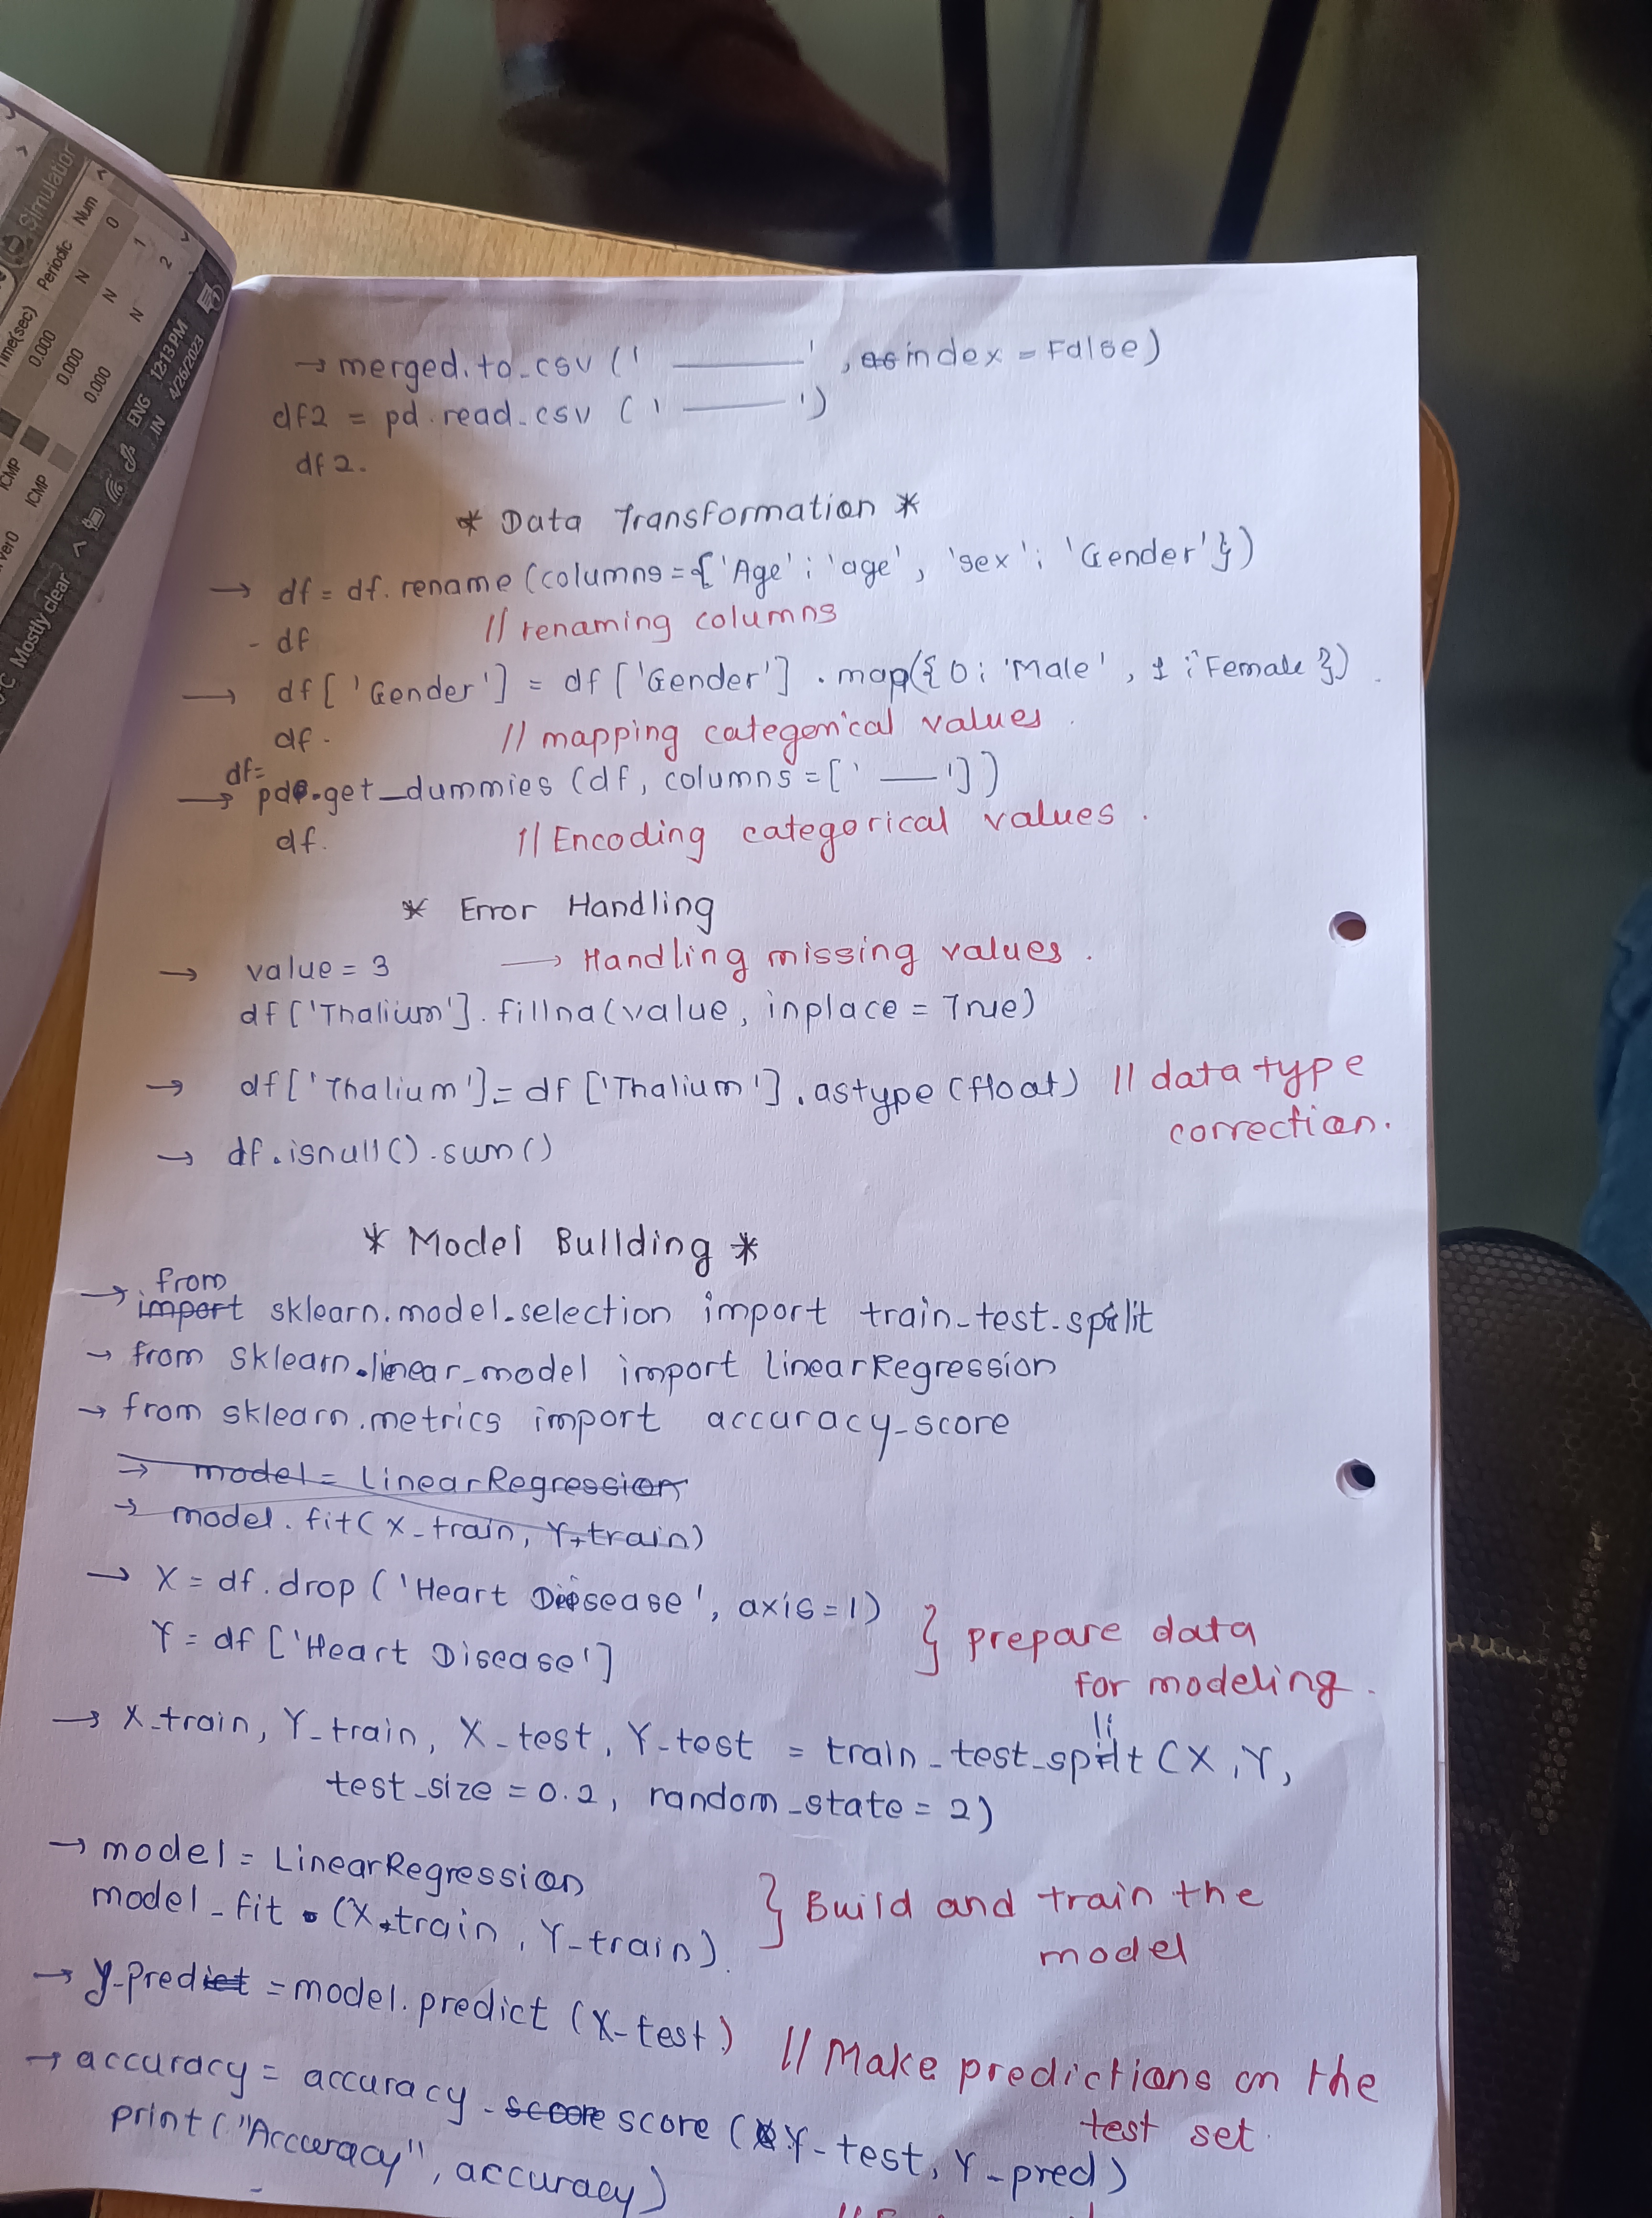 Simulation
Time(sec) Periodic Num
0.000 N 0
0.000 N 1
0.000 N 2
ICMP
ICMP
ver0
C Mostly clear ^ ENG 12:13 PM
IN 4/26/2023
→ merged.to_csv (' ———— ', index = False)
df2 = pd.read_csv (' ———— ')
df2.
* Data Transformation *
→ df = df.rename (columns = {'Age' : 'age', 'sex' : 'Gender'})
- df // renaming columns
→ df['Gender'] = df['Gender'] . map({0 : 'Male' , 1 : 'Female})
df. // mapping categorical values.
df=
→ pd.get_dummies (df, columns = [' — '])
df. // Encoding categorical values.
* Error Handling
→ value = 3 → Handling missing values.
df['Thalium'].fillna(value, inplace = True)
→ df['Thalium'] = df['Thalium'].astype(float) // data type
correction.
→ df.isnull().sum()
* Model Building *
from
→ import sklearn.model_selection import train_test_split
→ from sklearn.linear_model import LinearRegression
→ from sklearn.metrics import accuracy_score
→ model = LinearRegression
→ model.fit(X_train, Y_train)
→ X = df.drop ('Heart Disease', axis=1)
Y = df['Heart Disease'] } prepare data
for modeling.
→ X_train, Y_train, X_test, Y_test = train_test_split (X, Y,
test_size = 0.2, random_state = 2)
→ model = LinearRegression
model_fit . (X_train, Y_train). } Build and train the
model
→ y_pred = model.predict (X_test) // Make predictions on the
test set.
→ accuracy = accuracy_score (Y_test, Y_pred)
print("Accuracy", accuracy)